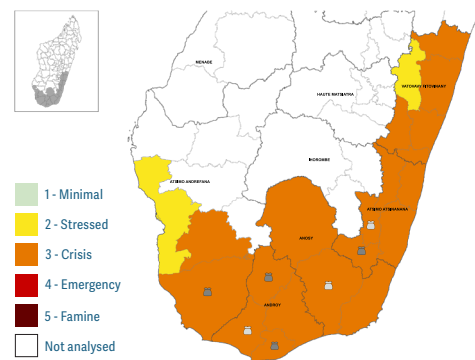 MENABE
HAUTE MATSIATRA
VATOVAVY FITOVINANY
IHOROMBE
ATSIMO ANDREFANA
ATSIMO ATSINANANA
ANOSY
ANDROY
1 - Minimal
2 - Stressed
3 - Crisis
4 - Emergency
5 - Famine
Not analysed